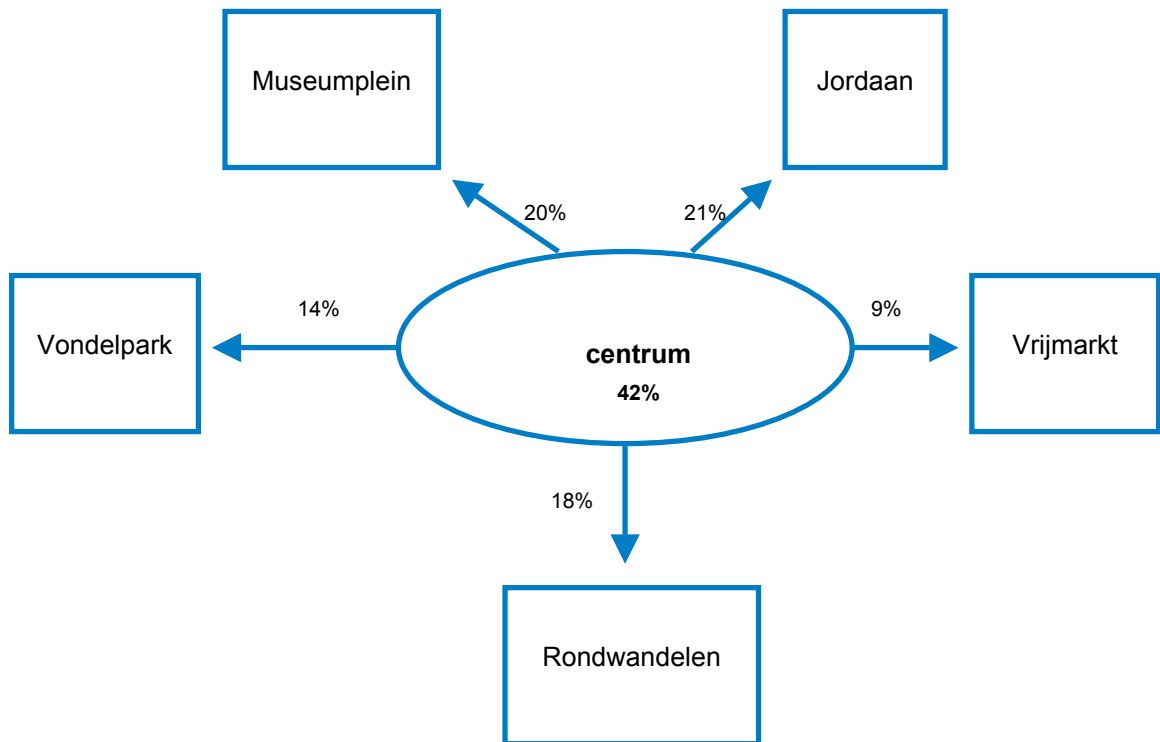 Museumplein
Jordaan
20%
21%
14%
9%
Vondelpark
centrum
42%
Vrijmarkt
18%
Rondwandelen